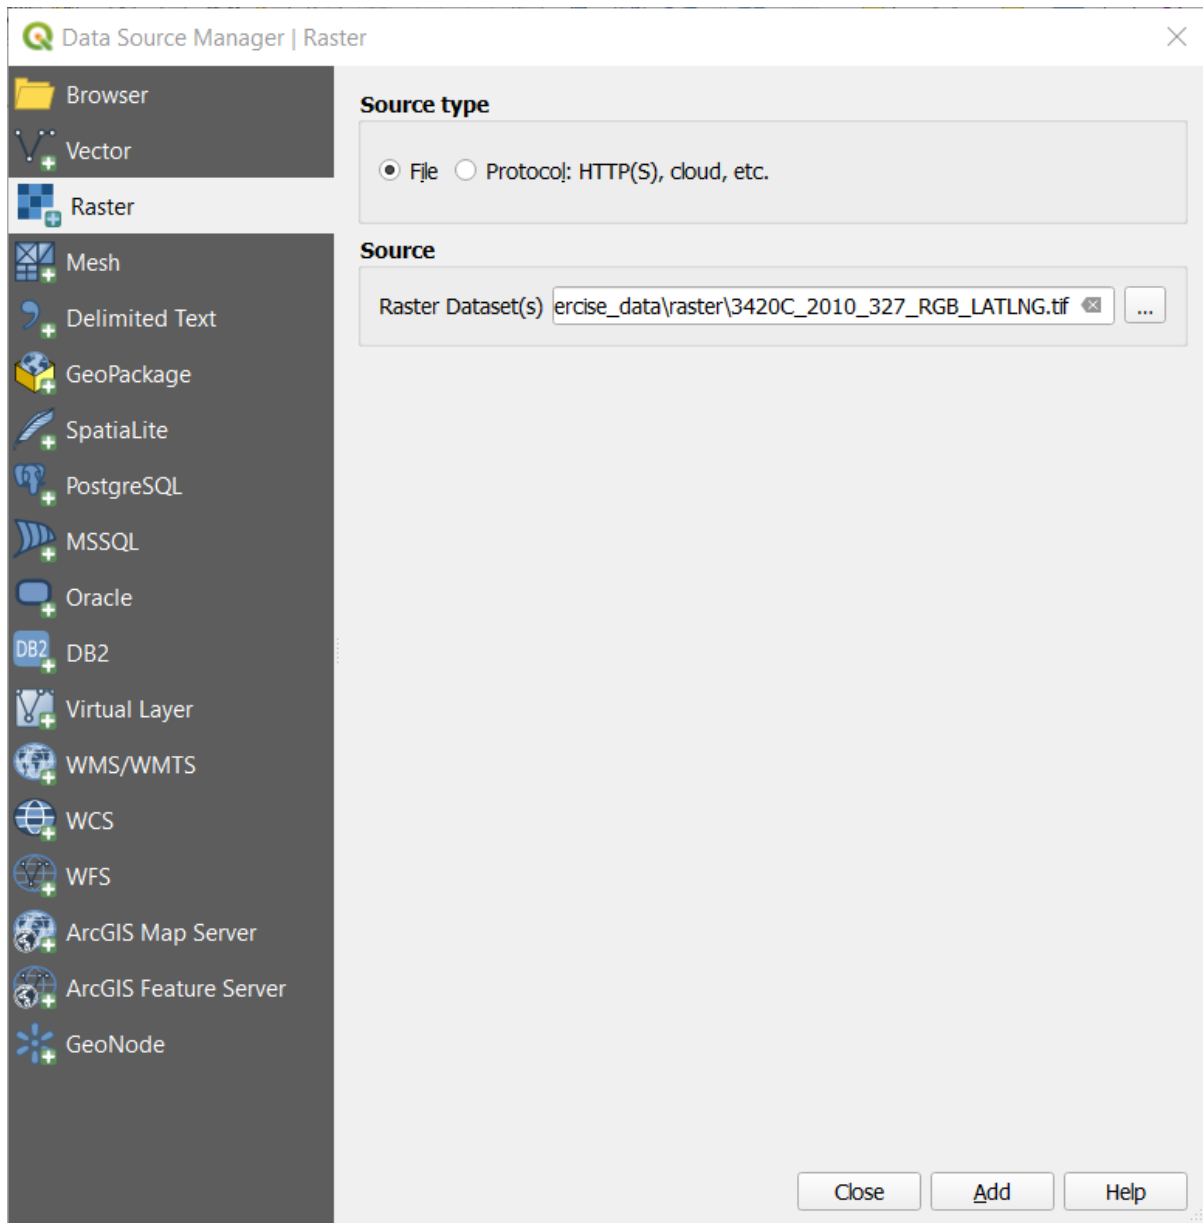 Data Source Manager | Raster
Browser
Vector
Raster
Mesh
Delimited Text
GeoPackage
SpatiaLite
PostgreSQL
MSSQL
Oracle
DB2
DB2
Virtual Layer
WMS/WMTS
WCS
WFS
ArcGIS Map Server
ArcGIS Feature Server
GeoNode
Source type
File Protocol: HTTP(S), cloud, etc.
Source
Raster Dataset(s) ercise_data\raster\3420C_2010_327_RGB_LATLNG.tif ...
Close Add Help